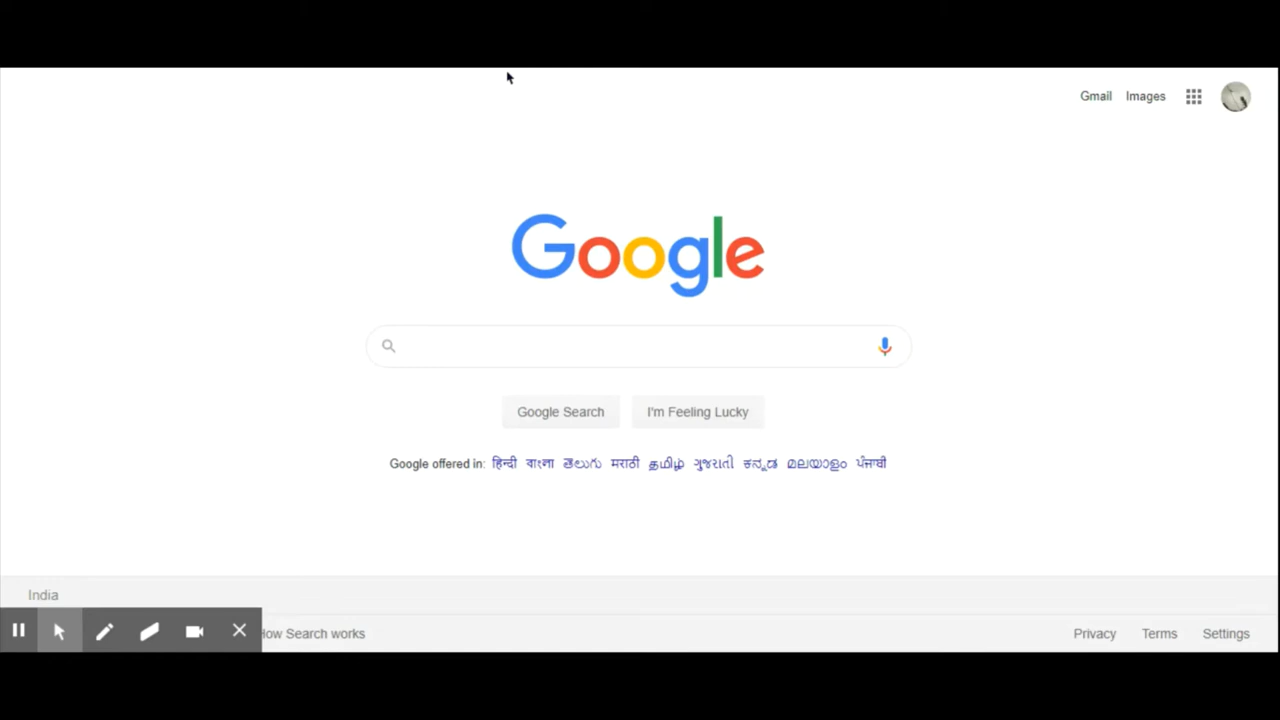 Gmail Images
Google
Google Search I'm Feeling Lucky
Google offered in: हिन्दी বাংলা తెలుగు मराठी தமிழ் ગુજરાતી ಕನ್ನಡ മലയാളം ਪੰਜਾਬੀ
India
How Search works Privacy Terms Settings